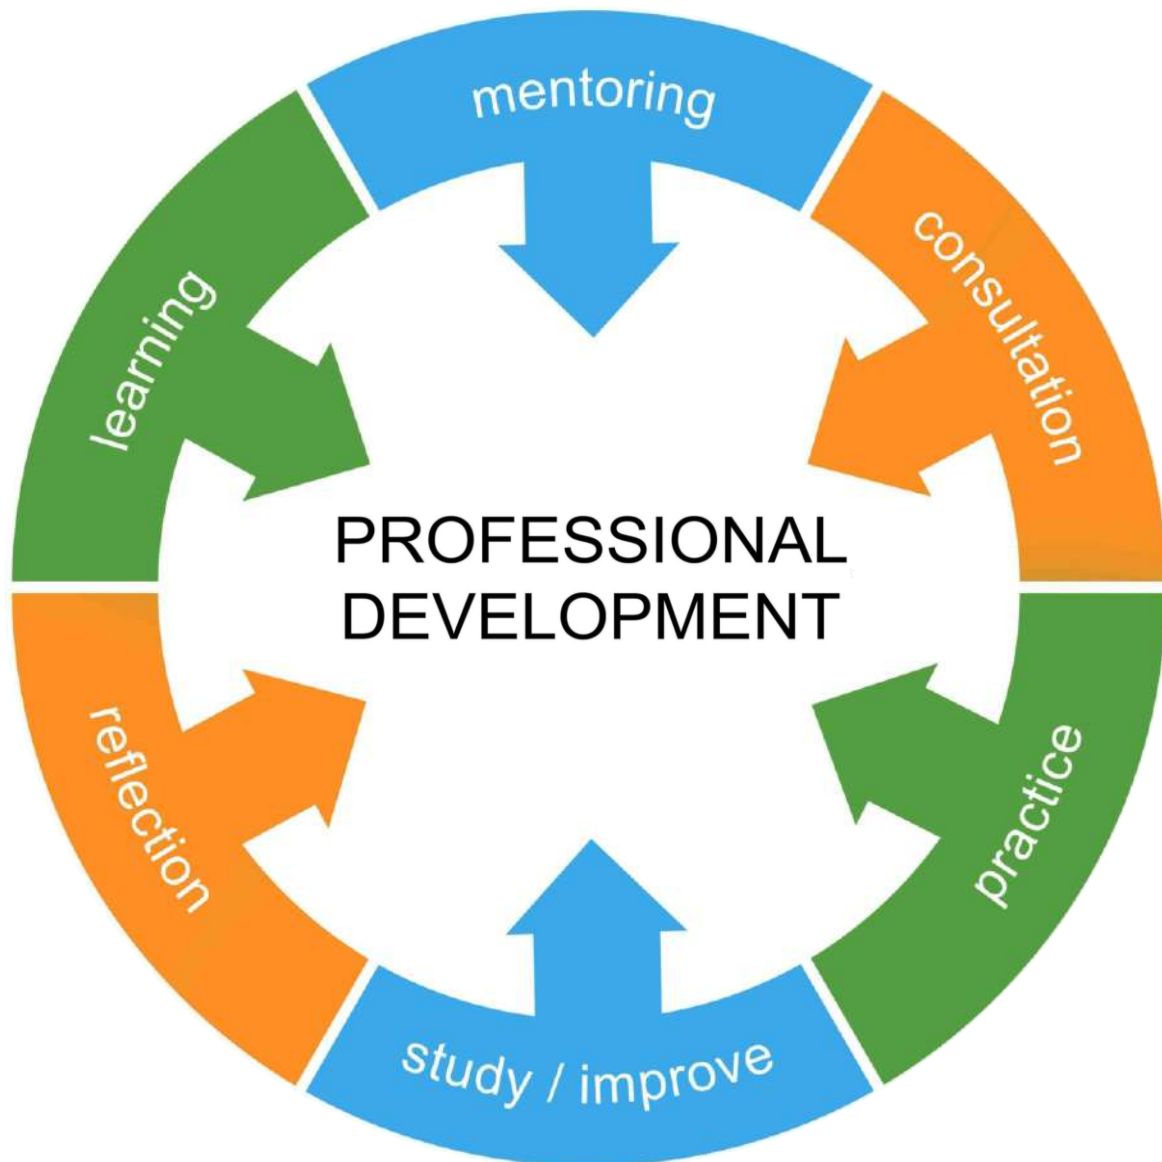 mentoring
consultation
learning
PROFESSIONAL
DEVELOPMENT
reflection
practice
study / improve